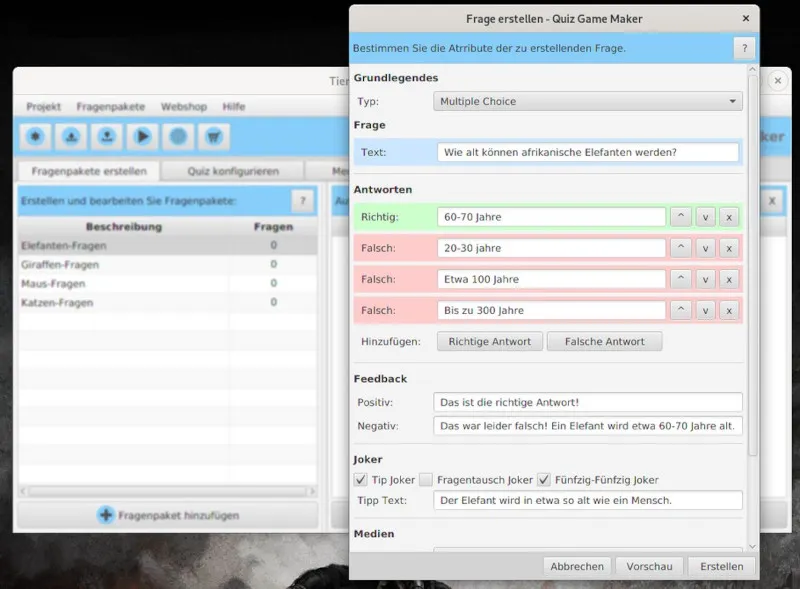 Frage erstellen - Quiz Game Maker
×
Bestimmen Sie die Atrribute der zu erstellenden Frage.
?
Grundlegendes
Typ:
Multiple Choice
Frage
Text:
Wie alt können afrikanische Elefanten werden?
Antworten
Richtig:
60-70 Jahre
^
v
x
Falsch:
20-30 jahre
^
v
x
Falsch:
Etwa 100 Jahre
^
v
x
Falsch:
Bis zu 300 Jahre
^
v
x
Hinzufügen:
Richtige Antwort
Falsche Antwort
Feedback
Positiv:
Das ist die richtige Antwort!
Negativ:
Das war leider falsch! Ein Elefant wird etwa 60-70 Jahre alt.
Joker
Tip Joker
Fragentausch Joker
Fünfzig-Fünfzig Joker
Tipp Text:
Der Elefant wird in etwa so alt wie ein Mensch.
Medien
Abbrechen
Vorschau
Erstellen
Tier
×
Projekt
Fragenpakete
Webshop
Hilfe
ker
Fragenpakete erstellen
Quiz konfigurieren
Me
Erstellen und bearbeiten Sie Fragenpakete:
?
Au
X
Beschreibung
Fragen
Elefanten-Fragen
0
Giraffen-Fragen
0
Maus-Fragen
0
Katzen-Fragen
0
Fragenpaket hinzufügen